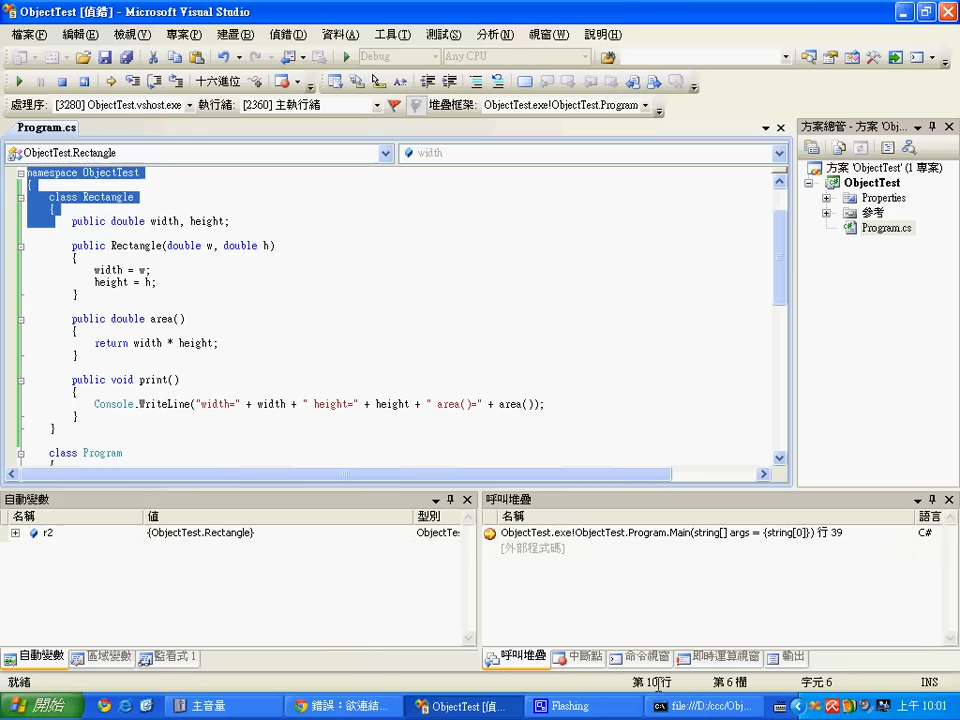 ObjectTest [偵錯] - Microsoft Visual Studio
檔案(F) 編輯(E) 檢視(V) 專案(P) 建置(B) 偵錯(D) 資料(A) 工具(T) 測試(S) 分析(N) 視窗(W) 說明(H)
Debug Any CPU
十六進位
處理序: [3280] ObjectTest.vshost.exe 執行緒: [2360] 主執行緒 堆疊框架: ObjectTest.exe!ObjectTest.Program
Program.cs
ObjectTest.Rectangle width
namespace ObjectTest
{
class Rectangle
{
public double width, height;
public Rectangle(double w, double h)
{
width = w;
height = h;
}
public double area()
{
return width * height;
}
public void print()
{
Console.WriteLine("width=" + width + " height=" + height + " area()=" + area());
}
}
class Program
方案總管 - 方案 'Obj...
方案 'ObjectTest' (1 專案)
ObjectTest
Properties
參考
Program.cs
自動變數
名稱 值 型別
r2 {ObjectTest.Rectangle} ObjectTe
呼叫堆疊
名稱 語言
ObjectTest.exe!ObjectTest.Program.Main(string[] args = {string[0]}) 行 39 C#
[外部程式碼]
自動變數 區域變數 監看式 1
呼叫堆疊 中斷點 命令視窗 即時運算視窗 輸出
就緒 第 10 行 第 6 欄 字元 6 INS
開始 主音量 錯誤：欲連結... ObjectTest [偵... Flashing file:///D:/ccc/Obj... 上午 10:01